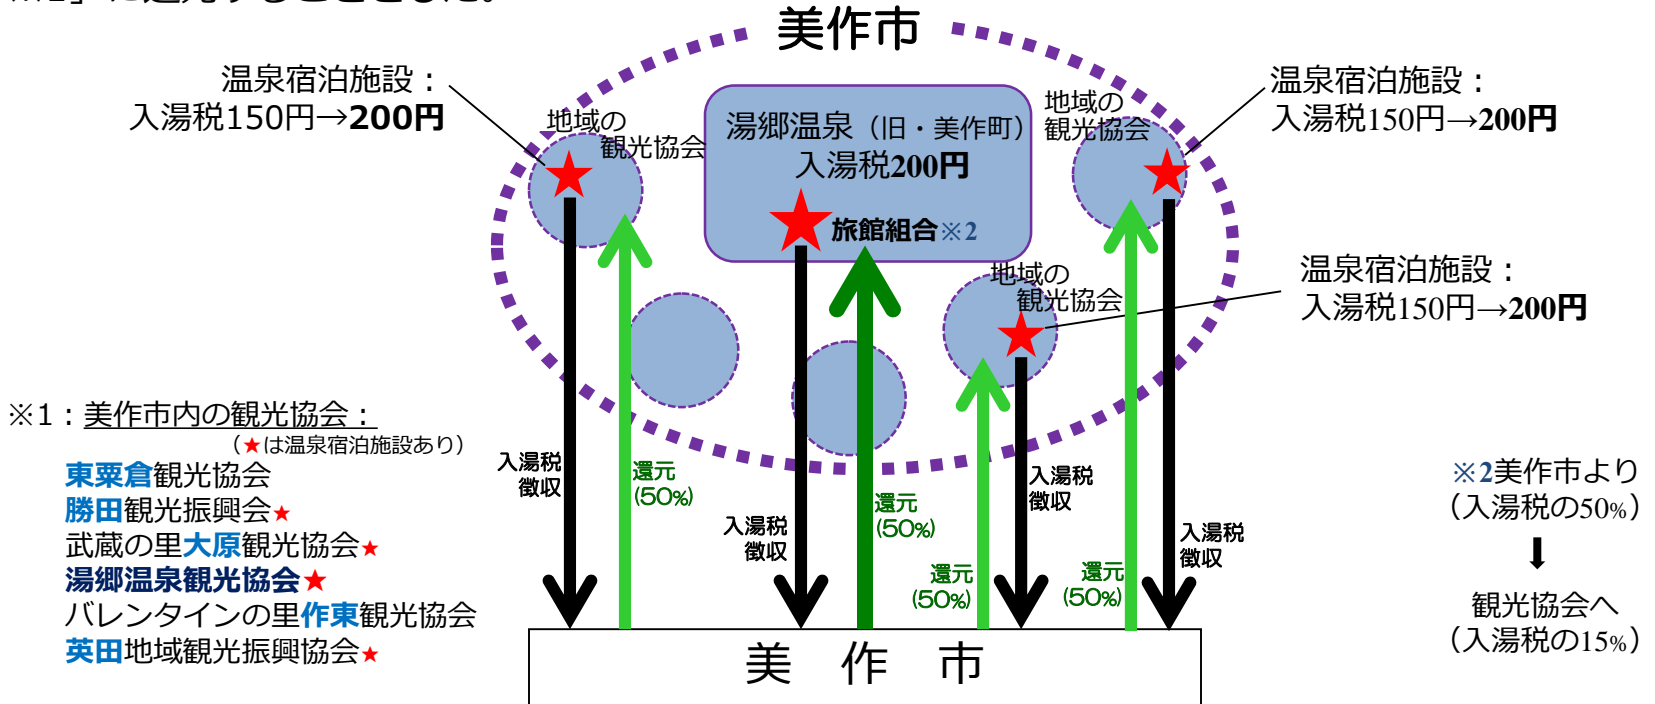 美作市
温泉宿泊施設：
入湯税150円→200円
地域の
観光協会
湯郷温泉（旧・美作町）
入湯税200円
旅館組合※2
地域の
観光協会
温泉宿泊施設：
入湯税150円→200円
地域の
観光協会
温泉宿泊施設：
入湯税150円→200円
※1：美作市内の観光協会：
（★は温泉宿泊施設あり）
東粟倉観光協会
勝田観光振興会★
武蔵の里大原観光協会★
湯郷温泉観光協会★
バレンタインの里作東観光協会
英田地域観光振興協会★
入湯税
徴収
還元
(50%)
入湯税
徴収
還元
(50%)
還元
(50%)
入湯税
徴収
還元
(50%)
入湯税
徴収
※2美作市より
（入湯税の50%）
⬇
観光協会へ
（入湯税の15%）
美 作 市